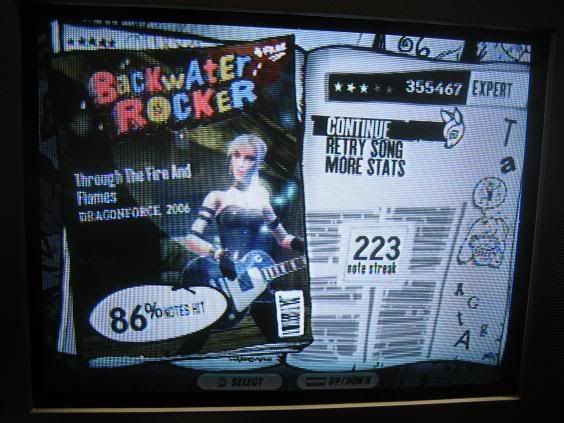 BACKWATER
ROCKER
Through The Fire And
Flames
DRAGONFORCE, 2006
86% NOTES HIT
355467 EXPERT
CONTINUE
RETRY SONG
MORE STATS
223
note streak
SELECT
UP/DOWN